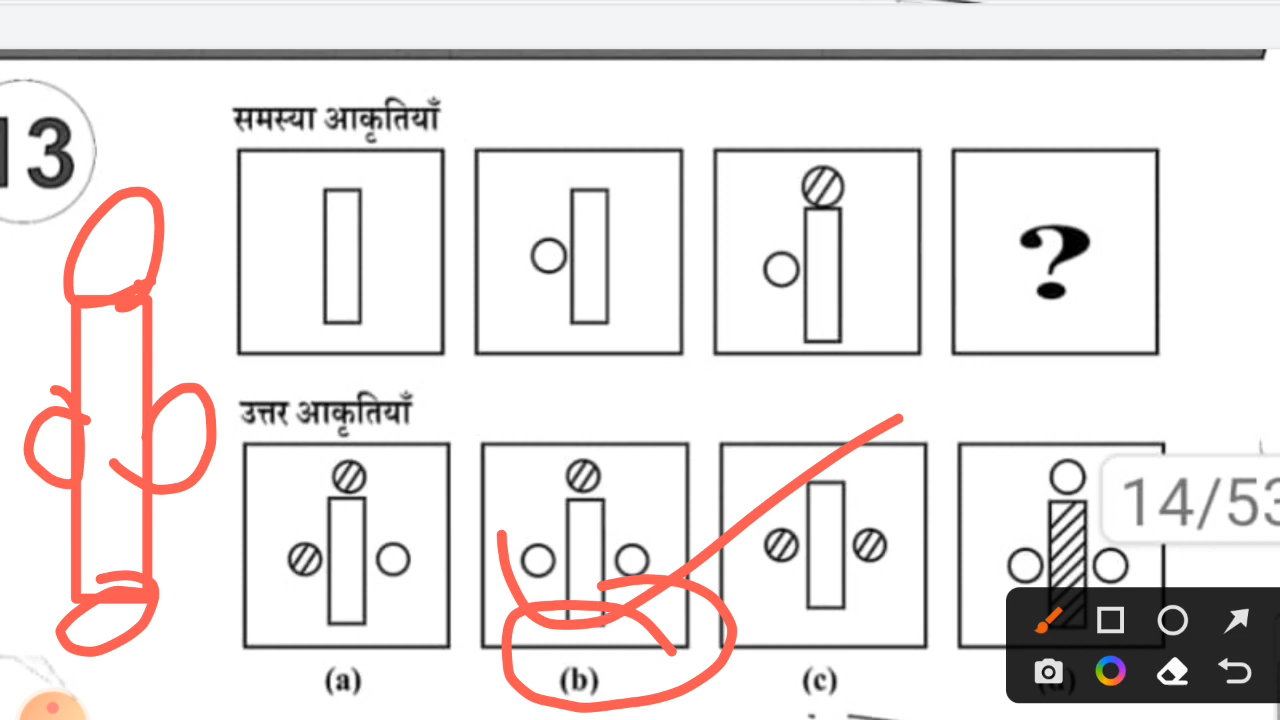 13
समस्या आकृतियाँ
?
उत्तर आकृतियाँ
14/53
(a)
(b)
(c)